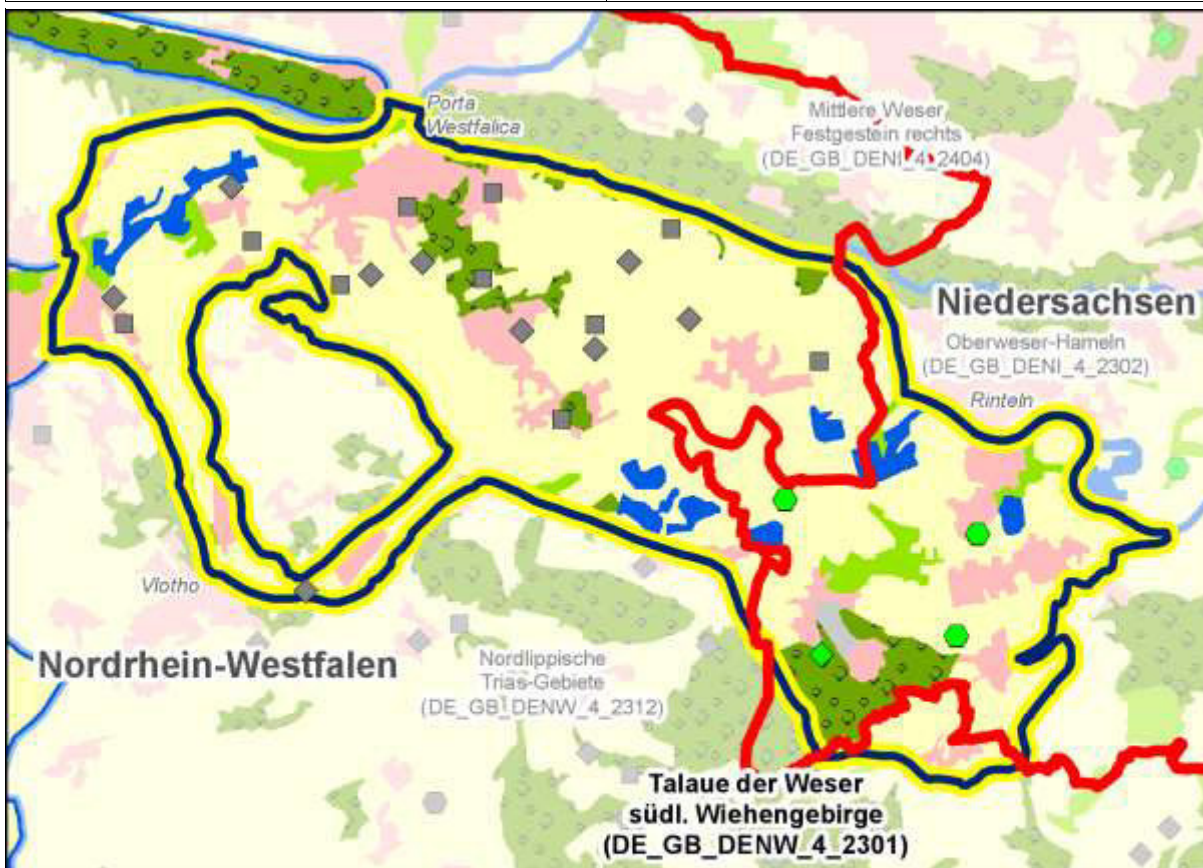 Porta
Westfalica
Mittlere Weser
Festgestein rechts
(DE_GB_DENI_4_2404)
Niedersachsen
Oberweser-Hameln
(DE_GB_DENI_4_2302)
Rinteln
Vlotho
Nordrhein-Westfalen
Nordlippische
Trias-Gebiete
(DE_GB_DENW_4_2312)
Talaue der Weser
südl. Wiehengebirge
(DE_GB_DENW_4_2301)